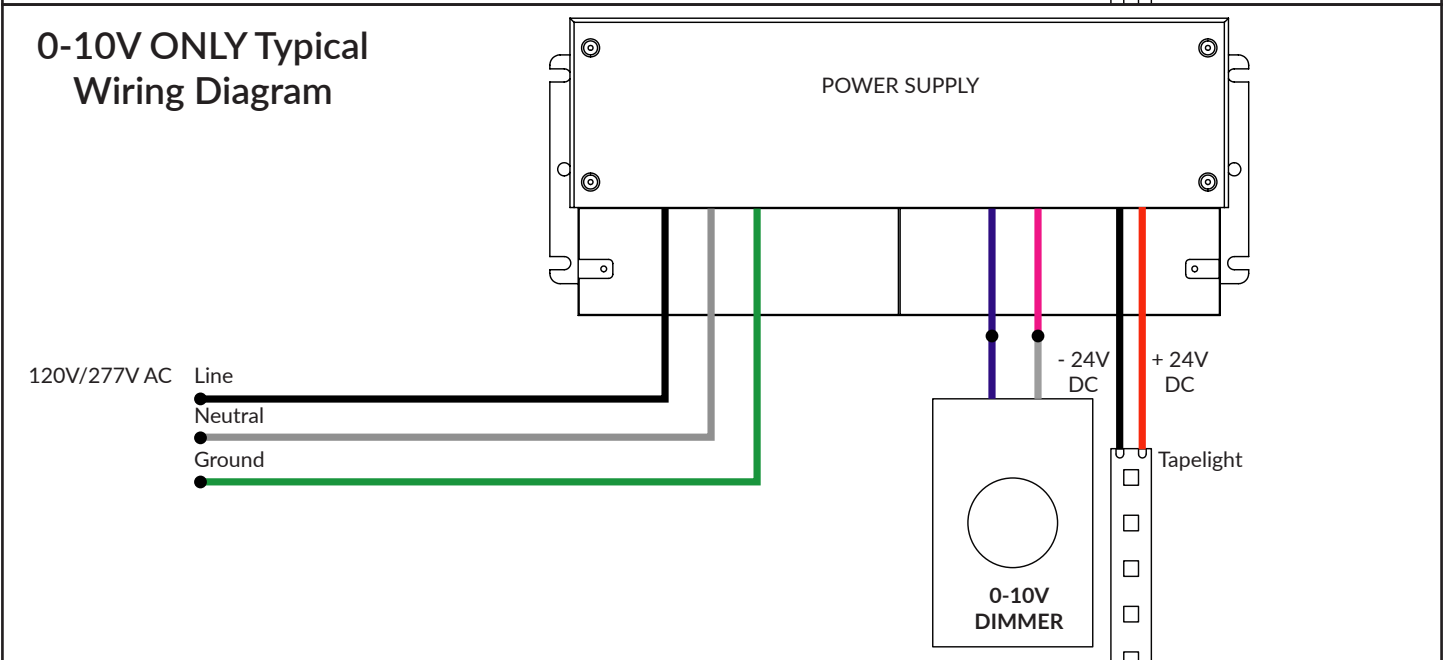 0-10V ONLY Typical
Wiring Diagram
POWER SUPPLY
120V/277V AC
Line
Neutral
Ground
- 24V
DC
+ 24V
DC
Tapelight
0-10V
DIMMER